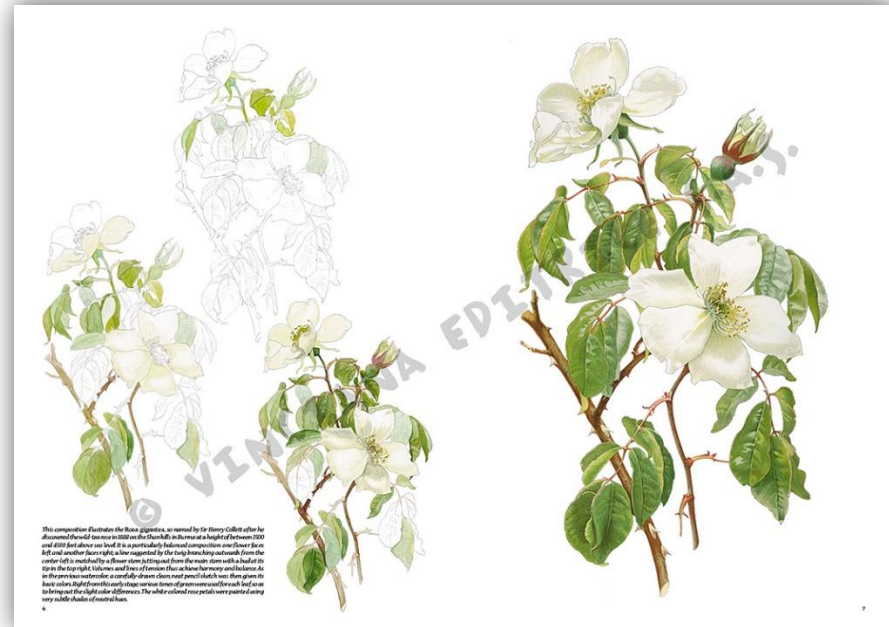 This composition illustrates the Rosa gigantea, so named by Sir Henry Collett after he
discovered the wild tea rose in 1888 on the Shan hills in Burma at a height of between 3500
and 4500 feet above sea level. It is a particularly balanced composition: one flower faces
left and another faces right; a line suggested by the twig branching outwards from the
center-left is matched by a flower stem jutting out from the main stem with a bud at its
tip in the top right. Volumes and lines of tension thus achieve harmony and balance. As
in the previous watercolor, a carefully-drawn clean, neat pencil sketch was then given its
basic colors. Right from this early stage, various tones of green were used for each leaf so as
to bring out the slight color differences. The white-colored rose petals were painted using
very subtle shades of neutral hues.
6
7